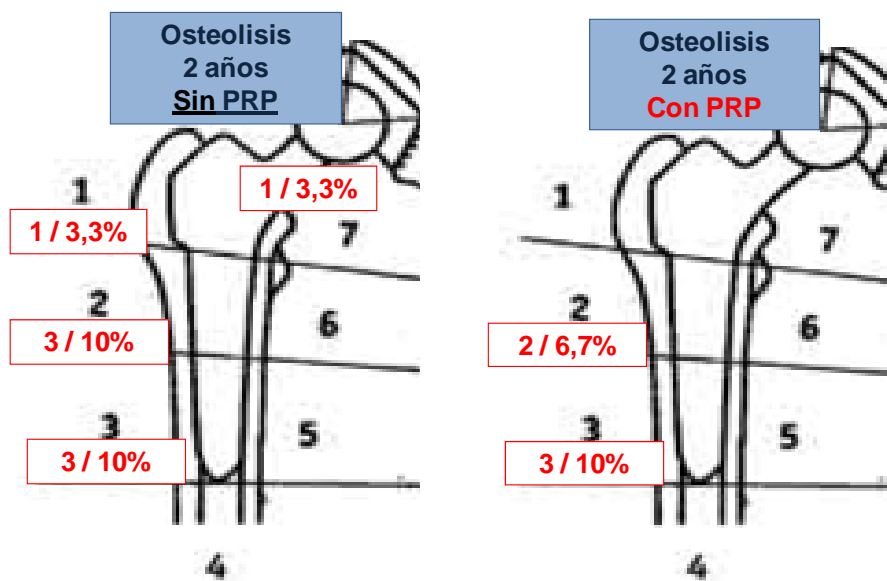 Osteolisis
2 años
Sin PRP
1 / 3,3%
1
1 / 3,3%
7
2
6
3 / 10%
3
5
3 / 10%
4
Osteolisis
2 años
Con PRP
1
7
2
6
2 / 6,7%
3
5
3 / 10%
4